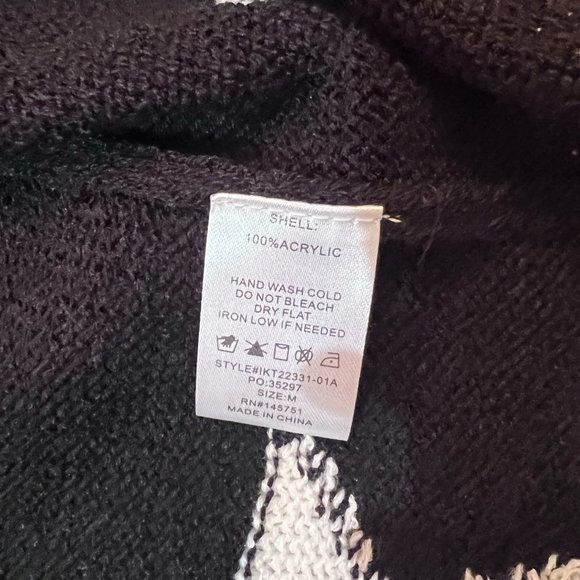 SHELL:
100%ACRYLIC
HAND WASH COLD
DO NOT BLEACH
DRY FLAT
IRON LOW IF NEEDED
STYLE#IKT22331-01A
PO:35297
SIZE:M
RN#145751
MADE IN CHINA